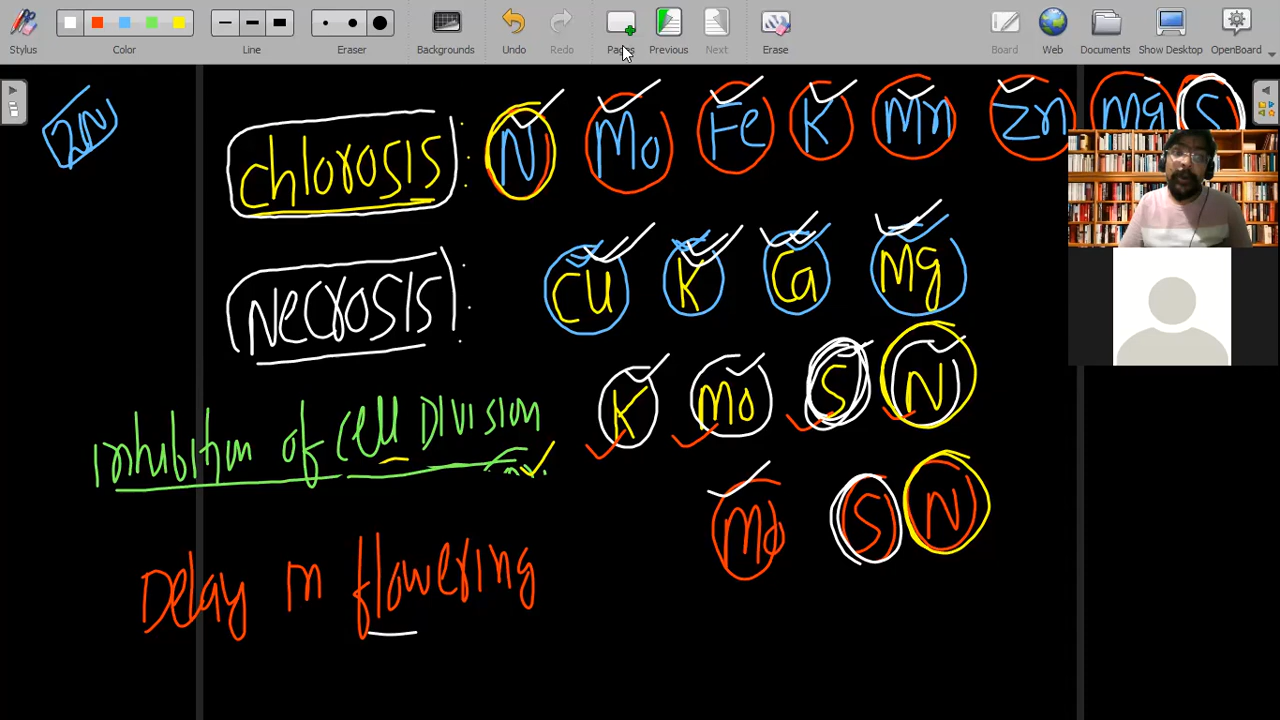 Stylus Color Line Eraser Backgrounds Undo Redo Pages Previous Next Erase Board Web Documents Show Desktop OpenBoard
2N
chlorosis : N Mo Fe K Mn Zn Mg S
Necrosis : Cu K Ca Mg
inhibition of cell Division K Mo S N
Delay in flowering Mo S N